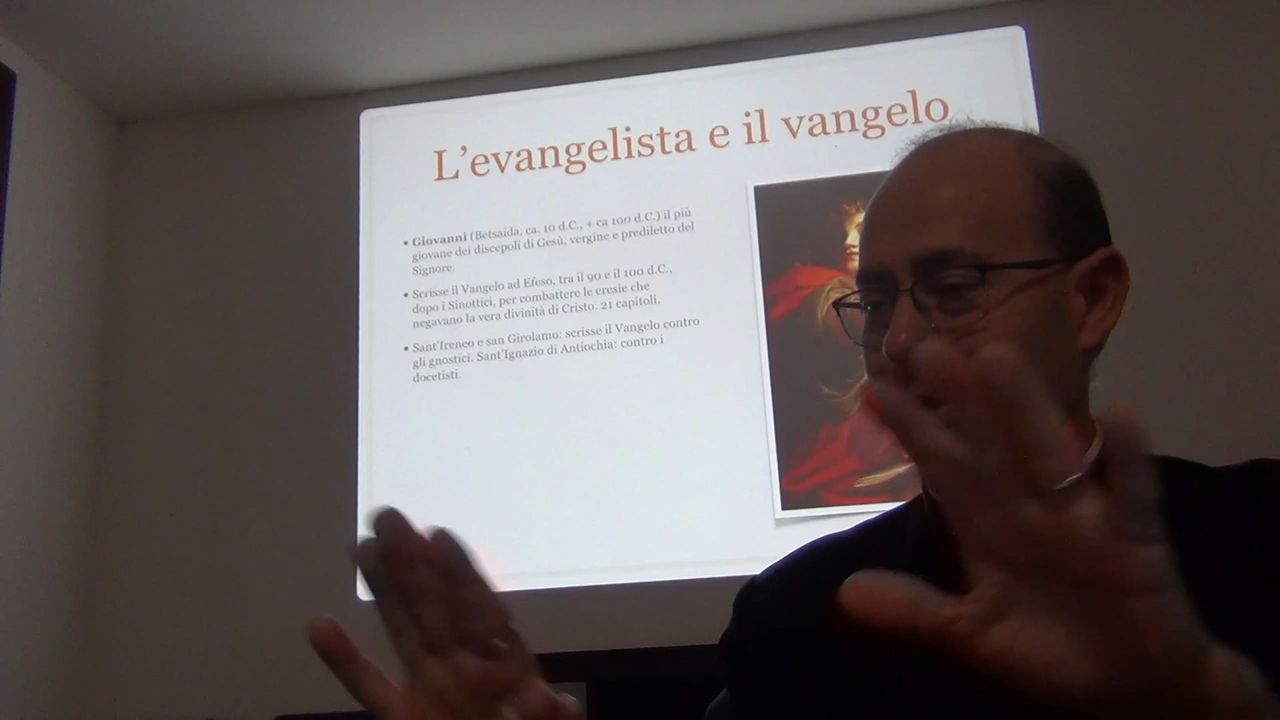 L'evangelista e il vangelo
• Giovanni (Betsaida, ca. 10 d.C., + ca 100 d.C.) il più
giovane dei discepoli di Gesù, vergine e prediletto del
Signore.
• Scrisse il Vangelo ad Efeso, tra il 90 e il 100 d.C.,
dopo i Sinottici, per combattere le eresie che
negavano la vera divinità di Cristo. 21 capitoli.
• Sant'Ireneo e san Girolamo: scrisse il Vangelo contro
gli gnostici. Sant'Ignazio di Antiochia: contro i
docetisti.